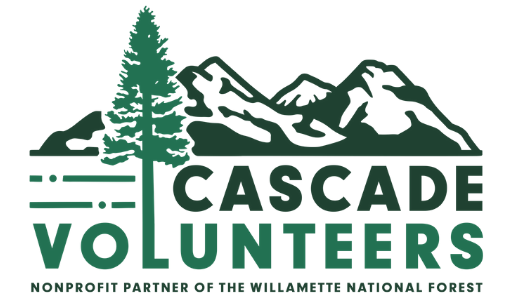 CASCADE
VOLUNTEERS
NONPROFIT PARTNER OF THE WILLAMETTE NATIONAL FOREST